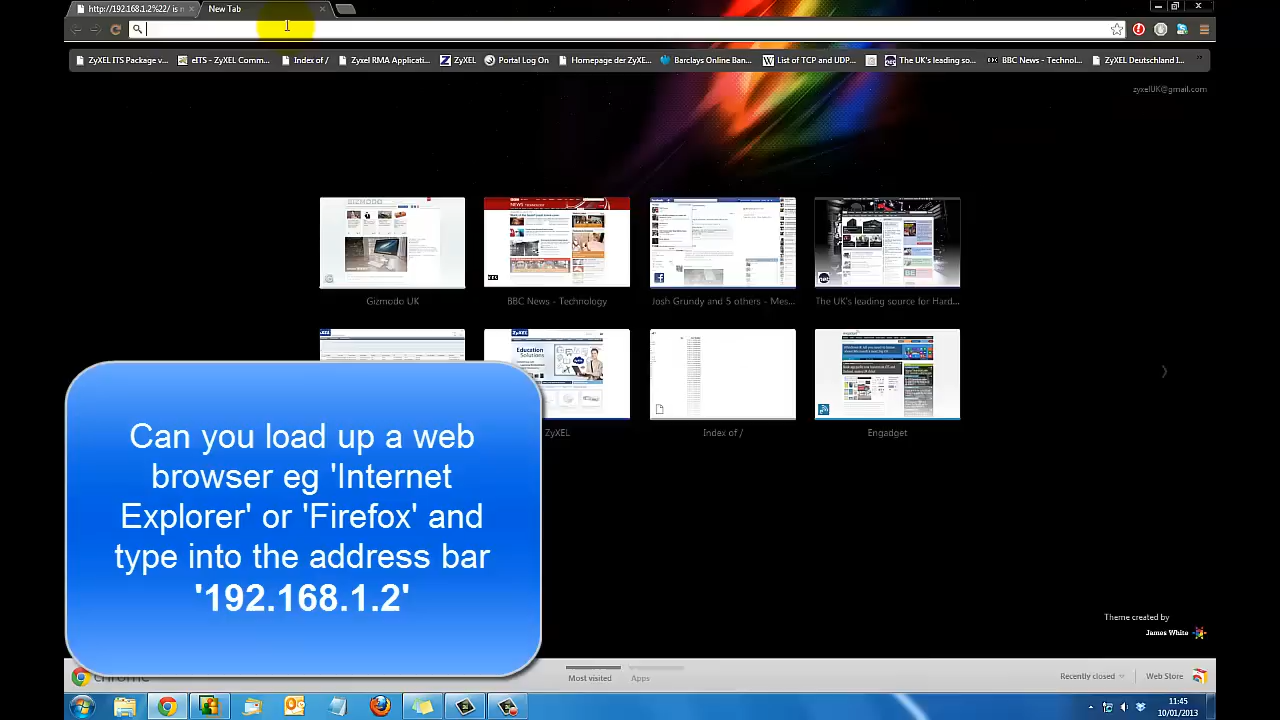 http://192.168.1.2%22/ is n
New Tab
ZyXEL ITS Package v...
ITS - ZyXEL Comm...
Index of /
Zyxel RMA Applicati...
ZyXEL
Portal Log On
Homepage der ZyXE...
Barclays Online Ban...
List of TCP and UDP...
The UK's leading so...
BBC News - Technol...
ZyXEL Deutschland I...
zyxelUK@gmail.com
Gizmodo UK
BBC News - Technology
Josh Grundy and 5 others - Mes...
The UK's leading source for Hard...
ZyXEL
Index of /
Engadget
Can you load up a web
browser eg 'Internet
Explorer' or 'Firefox' and
type into the address bar
'192.168.1.2'
Theme created by
James White
chrome
Most visited
Apps
Recently closed
Web Store
11:45
10/01/2013